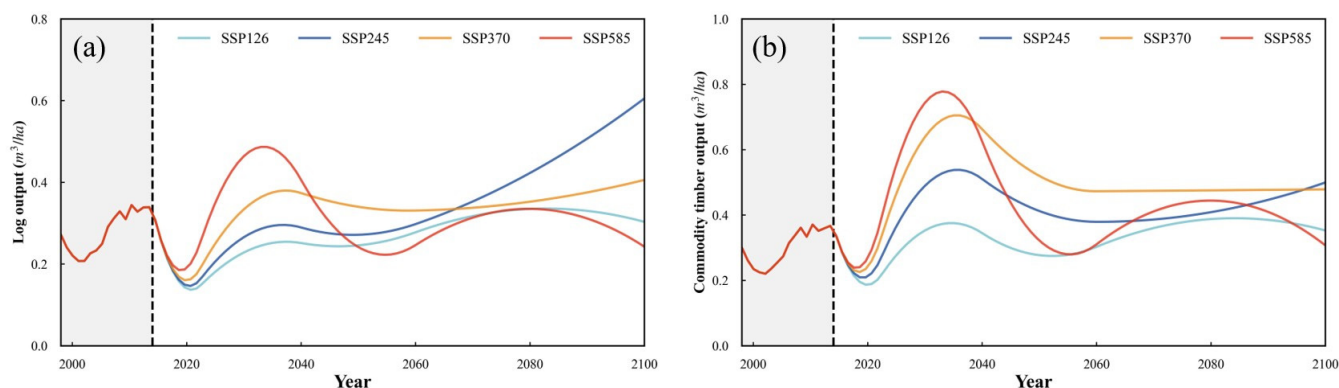 (a)
SSP126 SSP245 SSP370 SSP585
Log output (m³/ha)
0.8
0.6
0.4
0.2
0.0
2000 2020 2040 2060 2080 2100
Year
(b)
SSP126 SSP245 SSP370 SSP585
Commodity timber output (m³/ha)
1.0
0.8
0.6
0.4
0.2
0.0
2000 2020 2040 2060 2080 2100
Year